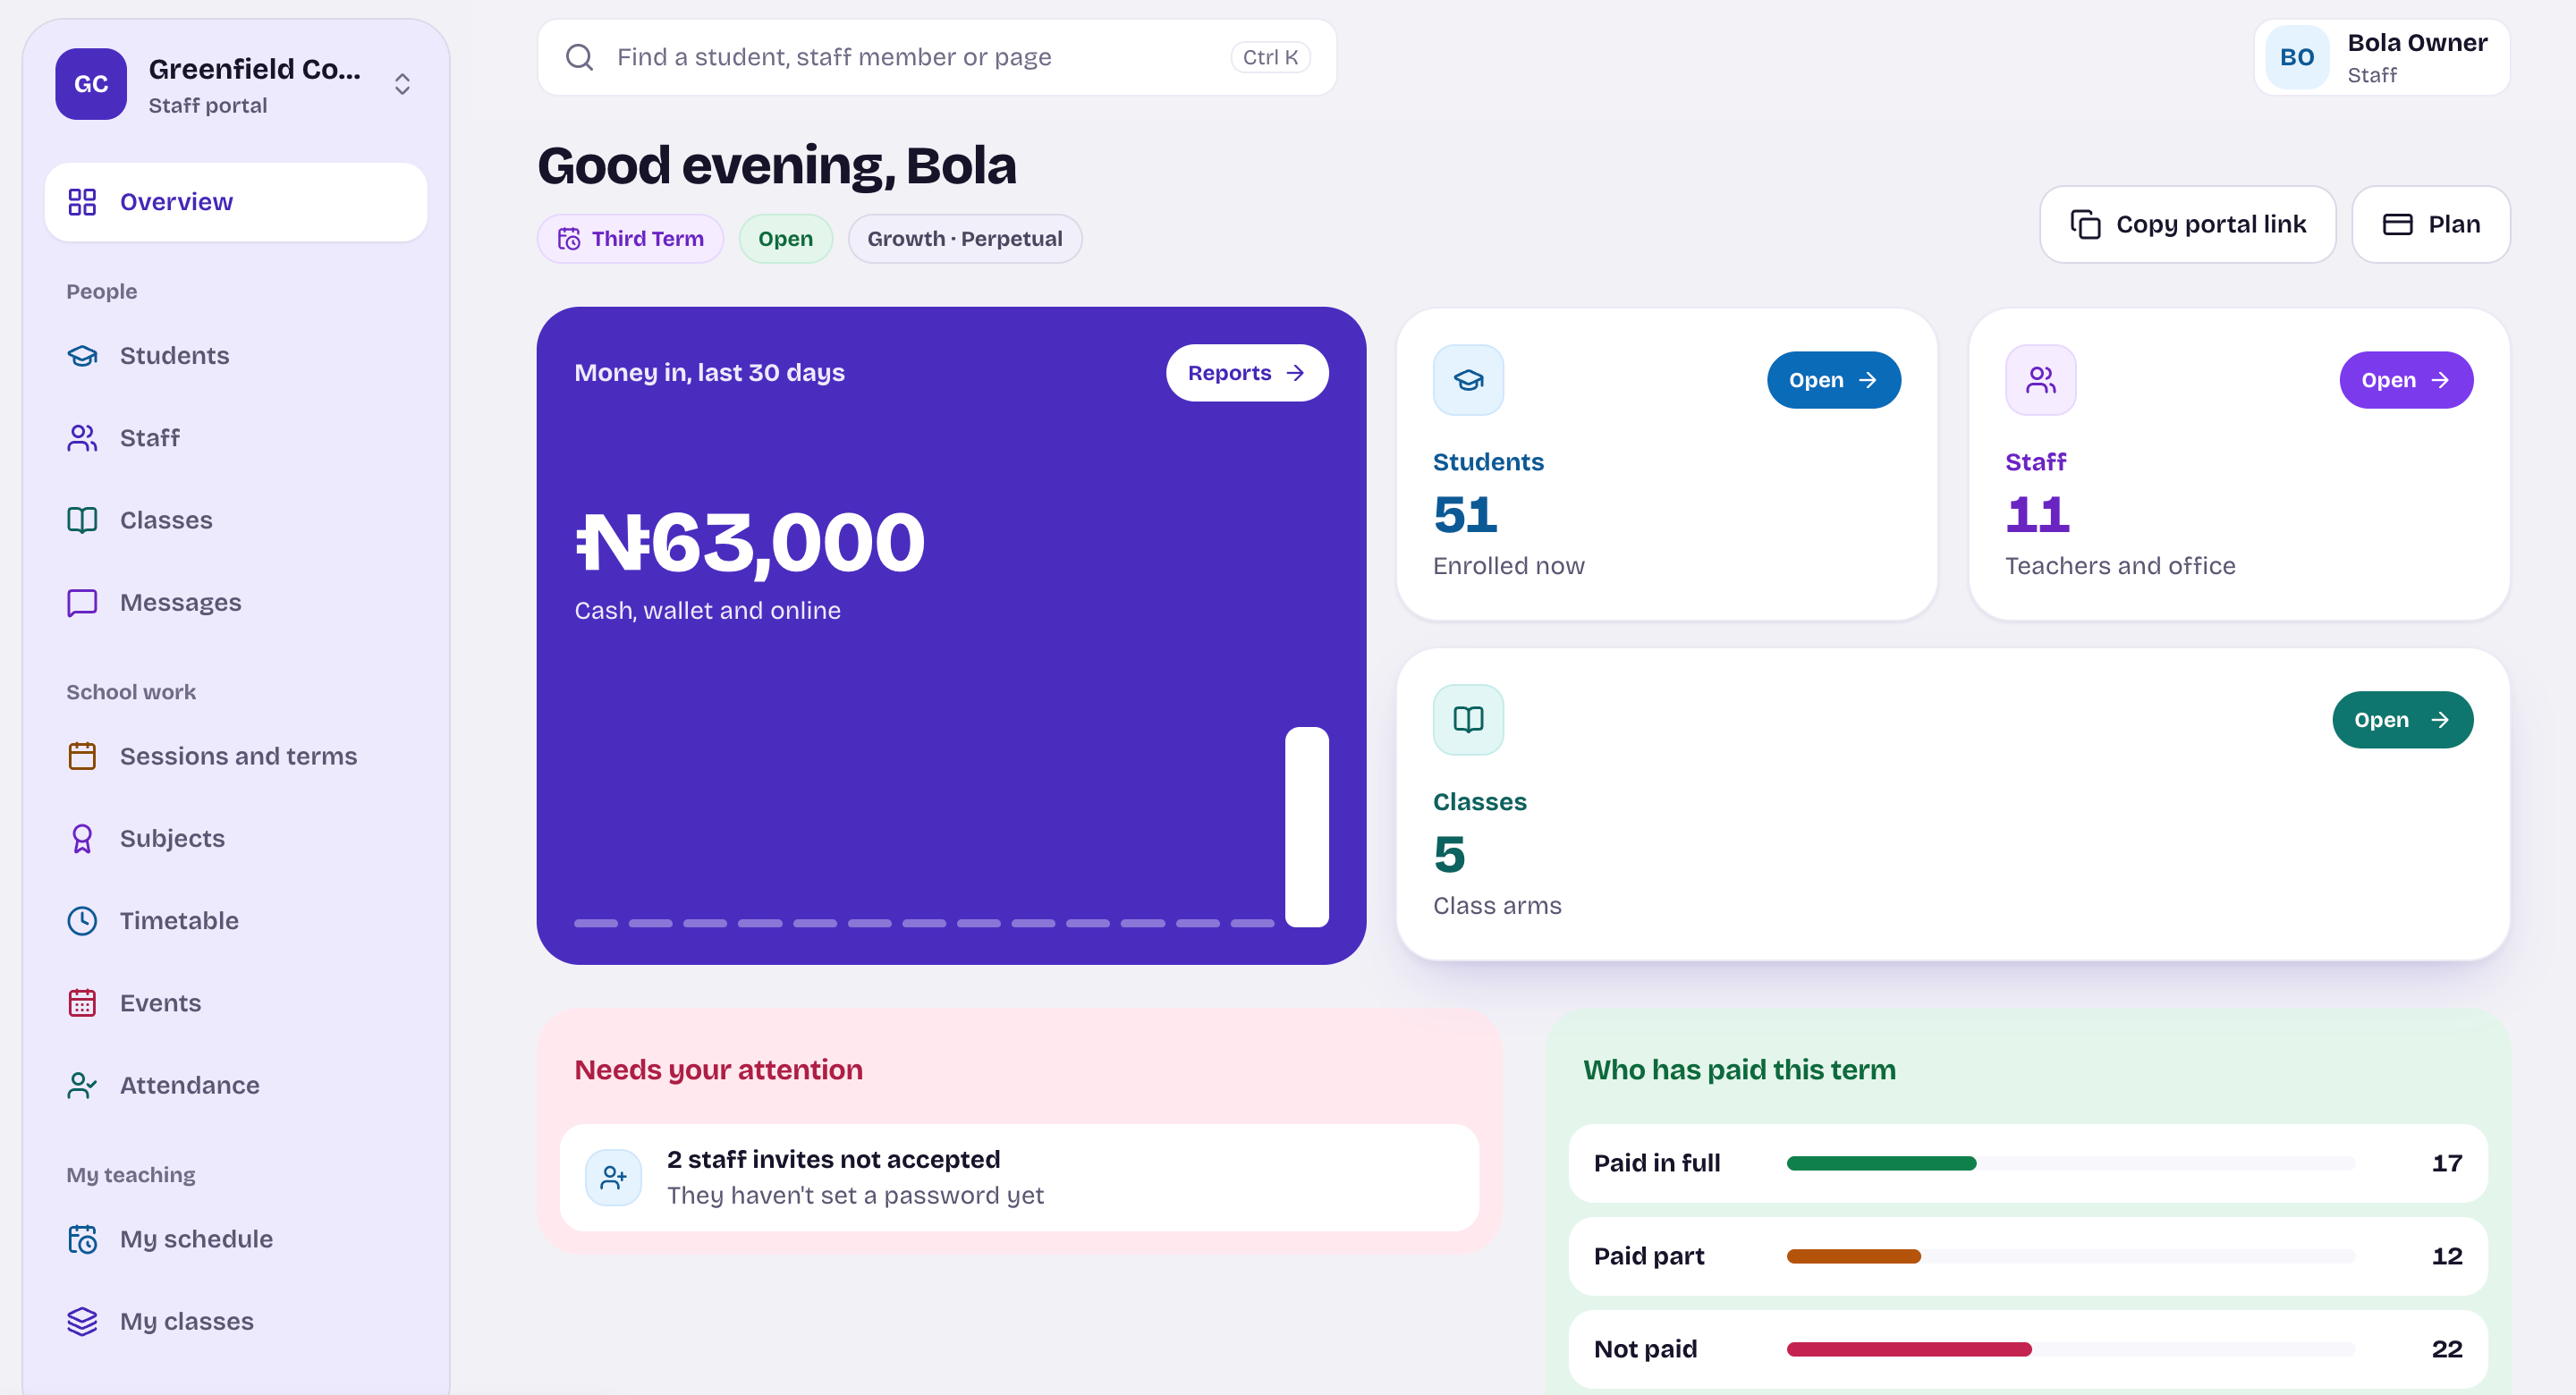 GC
Greenfield Co...
Staff portal
Overview
People
Students
Staff
Classes
Messages
School work
Sessions and terms
Subjects
Timetable
Events
Attendance
My teaching
My schedule
My classes
Find a student, staff member or page
Ctrl K
BO
Bola Owner
Staff
Good evening, Bola
Third Term
Open
Growth · Perpetual
Copy portal link
Plan
Money in, last 30 days
Reports
₦63,000
Cash, wallet and online
Open
Students
51
Enrolled now
Open
Staff
11
Teachers and office
Open
Classes
5
Class arms
Needs your attention
2 staff invites not accepted
They haven't set a password yet
Who has paid this term
Paid in full 17
Paid part 12
Not paid 22